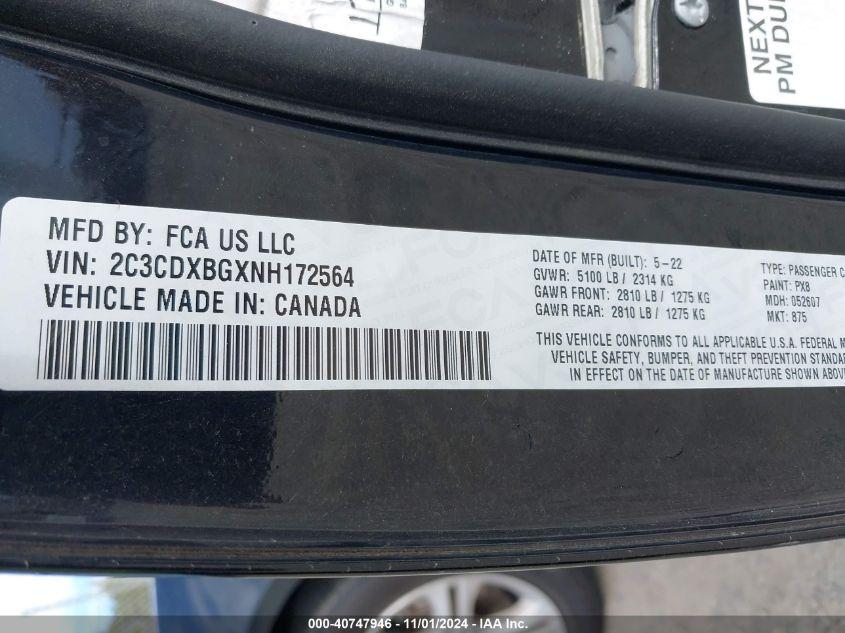 NEXT
PM DUE
MFD BY: FCA US LLC
VIN: 2C3CDXBGXNH172564
VEHICLE MADE IN: CANADA
DATE OF MFR (BUILT): 5-22
GVWR: 5100 LB / 2314 KG
GAWR FRONT: 2810 LB / 1275 KG
GAWR REAR: 2810 LB / 1275 KG
TYPE: PASSENGER C
PAINT: PX8
MDH: 052607
MKT: 875
THIS VEHICLE CONFORMS TO ALL APPLICABLE U.S.A. FEDERAL M
VEHICLE SAFETY, BUMPER, AND THEFT PREVENTION STANDAR
IN EFFECT ON THE DATE OF MANUFACTURE SHOWN ABOV
000-40747946 - 11/01/2024 - IAA Inc.